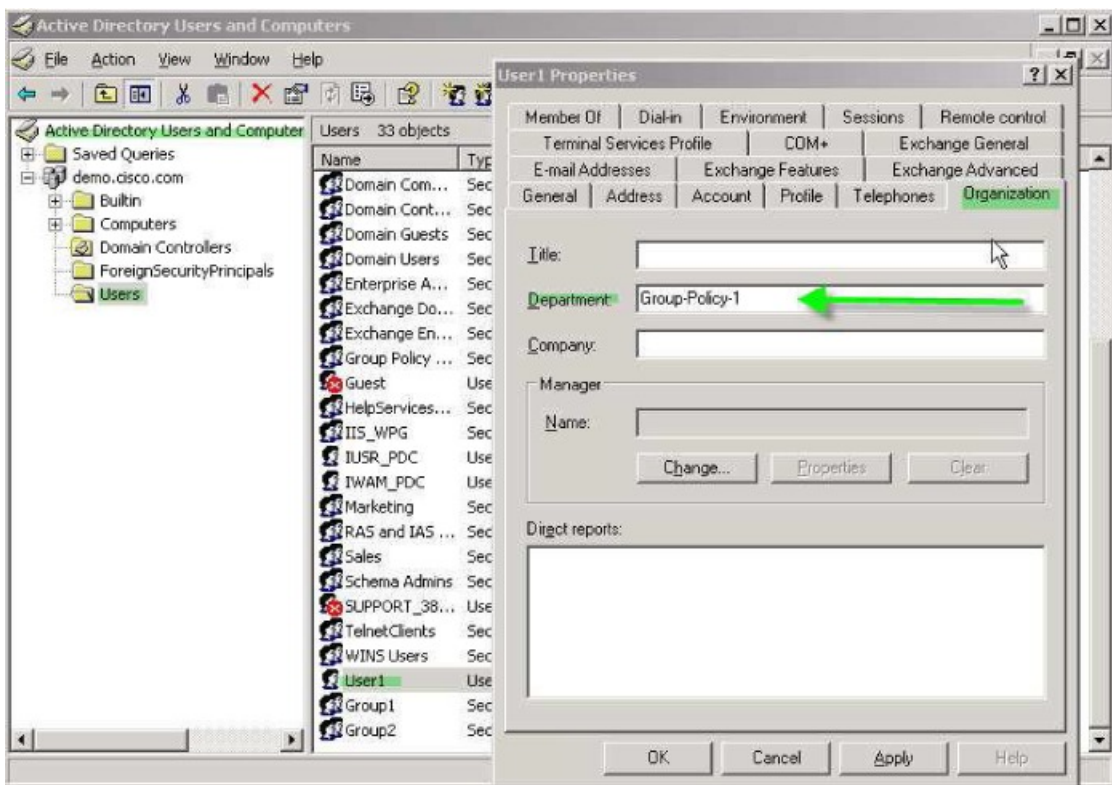 Active Directory Users and Computers
File Action View Window Help
Active Directory Users and Computer
Saved Queries
demo.cisco.com
Builtin
Computers
Domain Controllers
ForeignSecurityPrincipals
Users
Users 33 objects
Name Typ
Domain Com... Sec
Domain Cont... Sec
Domain Guests Sec
Domain Users Sec
Enterprise A... Sec
Exchange Do... Sec
Exchange En... Sec
Group Policy ... Sec
Guest Use
HelpServices... Sec
IIS_WPG Sec
IUSR_PDC Use
IWAM_PDC Use
Marketing Sec
RAS and IAS ... Sec
Sales Sec
Schema Admins Sec
SUPPORT_38... Use
TelnetClients Sec
WINS Users Sec
User1 Use
Group1 Sec
Group2 Sec
User1 Properties
Member Of Dial-in Environment Sessions Remote control
Terminal Services Profile COM+ Exchange General
E-mail Addresses Exchange Features Exchange Advanced
General Address Account Profile Telephones Organization
Title:
Department: Group-Policy-1
Company:
Manager
Name:
Change... Properties Clear
Direct reports:
OK Cancel Apply Help